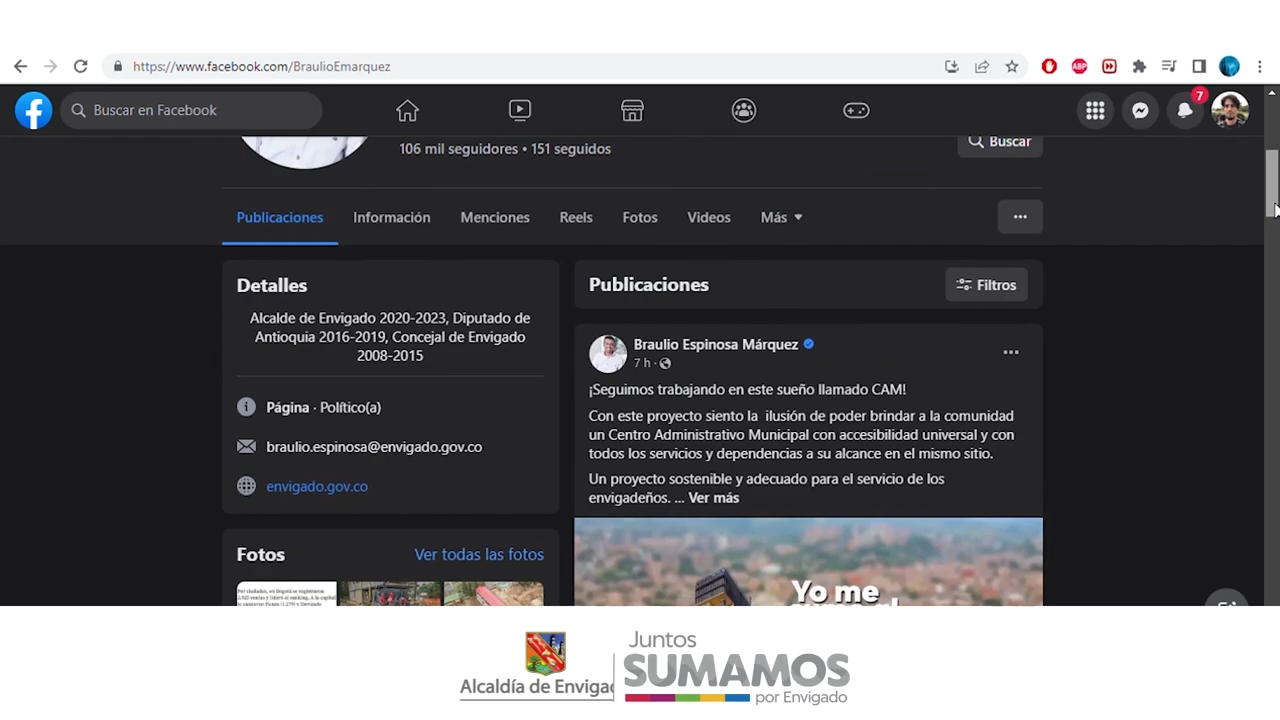 https://www.facebook.com/BraulioEmarquez
ABP
Buscar en Facebook
7
106 mil seguidores • 151 seguidos
Buscar
Publicaciones
Información
Menciones
Reels
Fotos
Videos
Más
Detalles
Alcalde de Envigado 2020-2023, Diputado de
Antioquia 2016-2019, Concejal de Envigado
2008-2015
Página · Político(a)
braulio.espinosa@envigado.gov.co
envigado.gov.co
Fotos
Ver todas las fotos
Publicaciones
Filtros
Braulio Espinosa Márquez
7 h ·
¡Seguimos trabajando en este sueño llamado CAM!
Con este proyecto siento la ilusión de poder brindar a la comunidad
un Centro Administrativo Municipal con accesibilidad universal y con
todos los servicios y dependencias a su alcance en el mismo sitio.
Un proyecto sostenible y adecuado para el servicio de los
envigadeños. ... Ver más
Yo me
Alcaldía de Envigad
Juntos
SUMAMOS
por Envigado